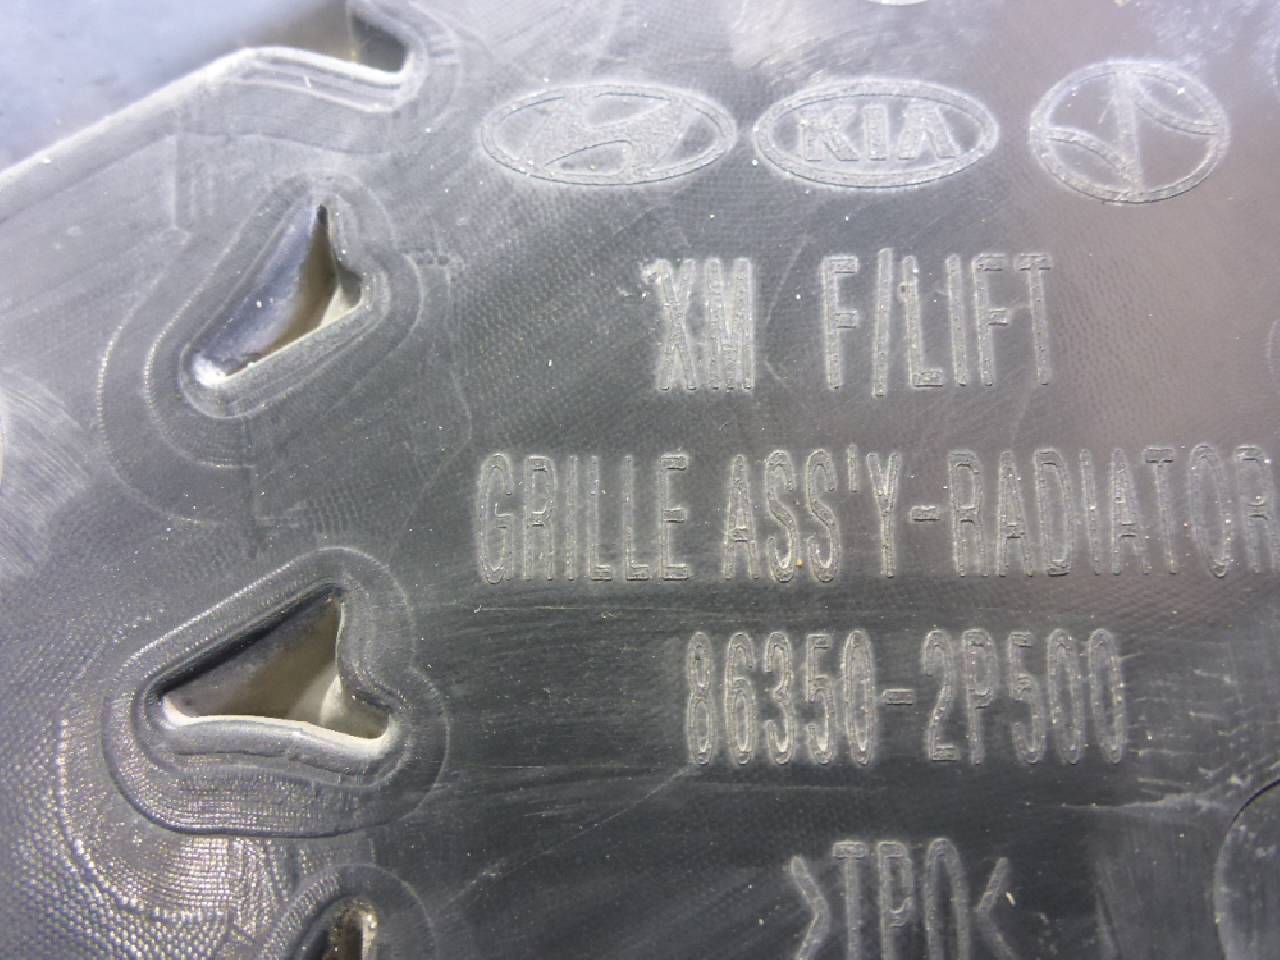 KIA
XM F/LIFT
GRILLE ASS'Y-RADIATOR
86350-2P500
>TPO<